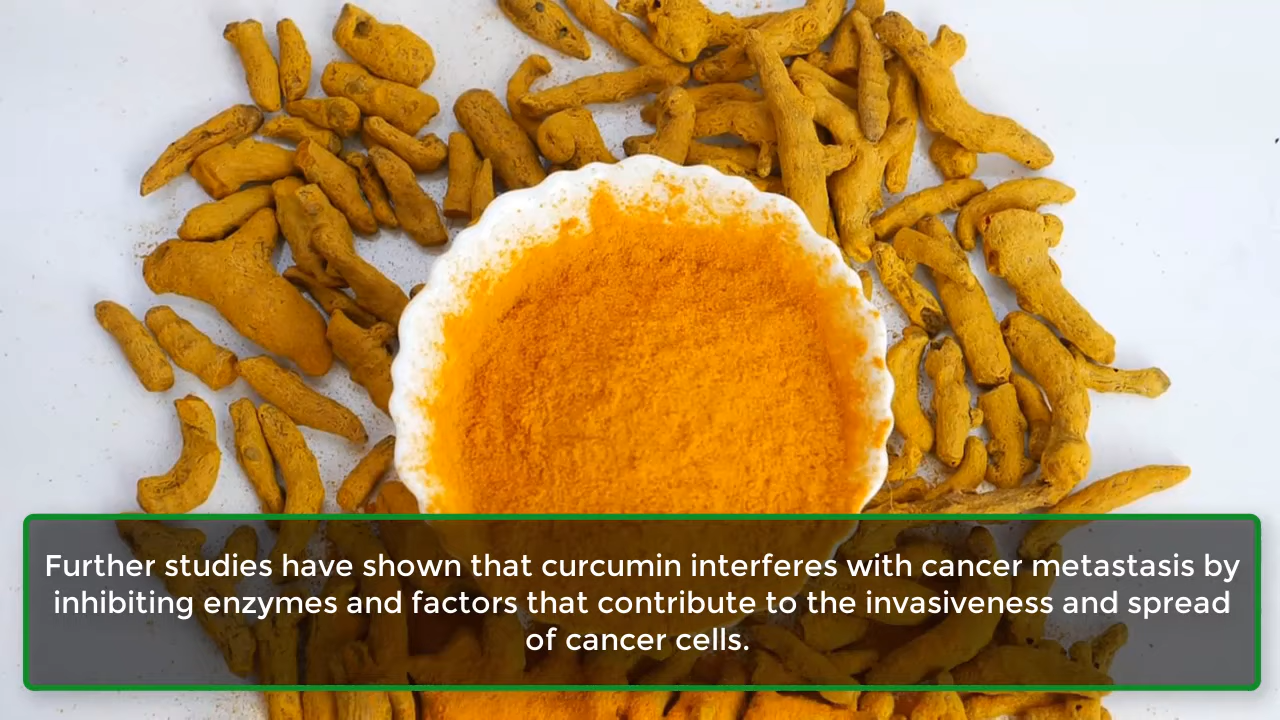 Further studies have shown that curcumin interferes with cancer metastasis by
inhibiting enzymes and factors that contribute to the invasiveness and spread
of cancer cells.